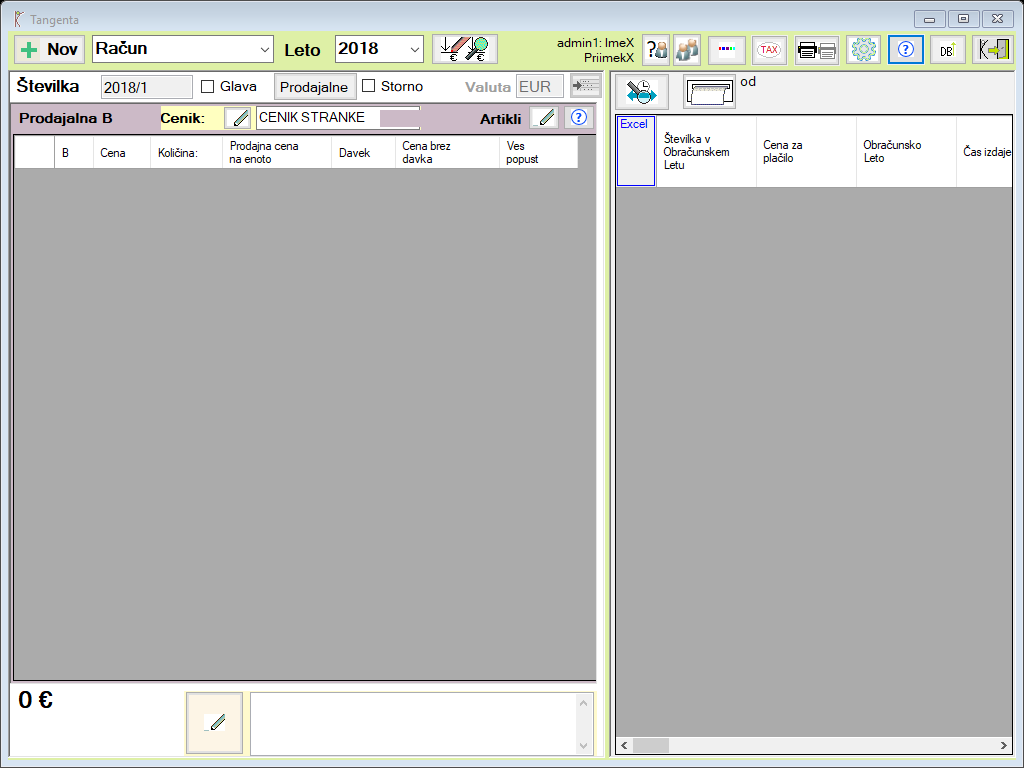 Tangenta
Nov
Račun
Leto
2018
€ €
admin1: ImeX
PriimekX
?
TAX
?
DB
Številka
2018/1
Glava
Prodajalne
Storno
Valuta
EUR
Prodajalna B
Cenik:
CENIK STRANKE
Artikli
?
B
Cena
Količina:
Prodajna cena
na enoto
Davek
Cena brez
davka
Ves
popust
0 €
od
Excel
Številka v
Obračunskem
Letu
Cena za
plačilo
Obračunsko
Leto
Čas izdaje